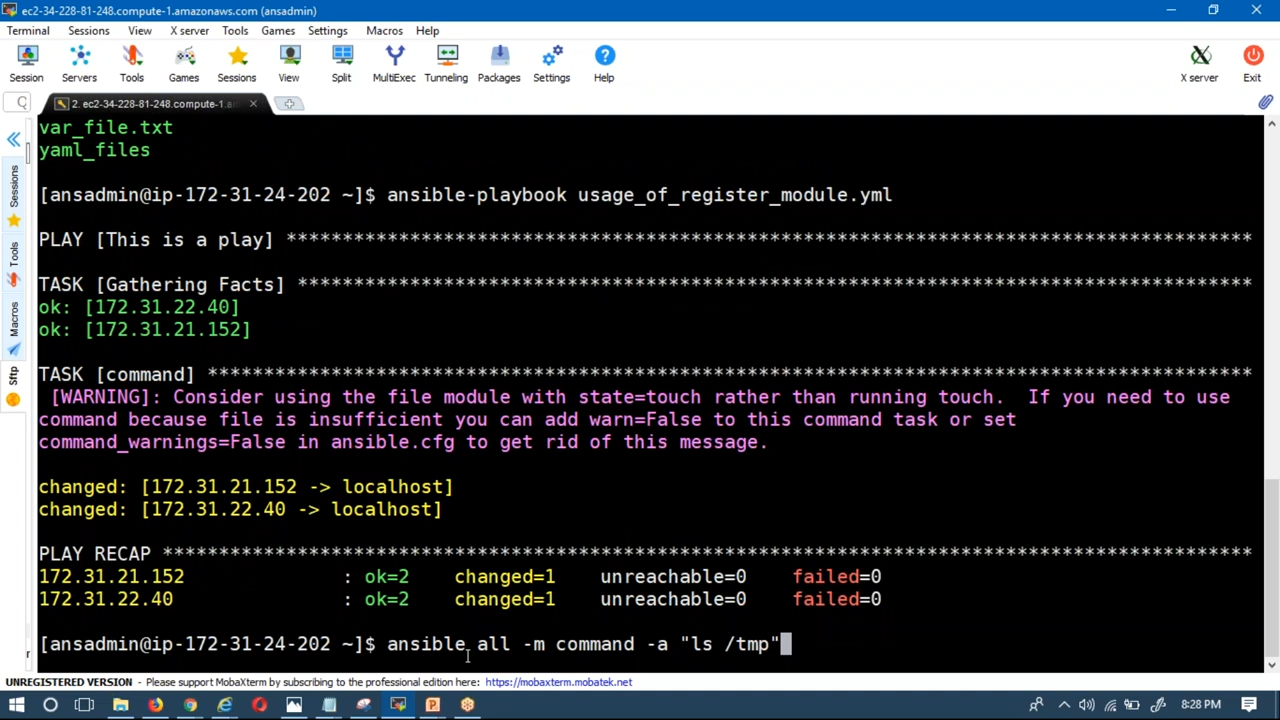 ec2-34-228-81-248.compute-1.amazonaws.com (ansadmin)
Terminal Sessions View X server Tools Games Settings Macros Help
Session Servers Tools Games Sessions View Split MultiExec Tunneling Packages Settings Help X server Exit
2. ec2-34-228-81-248.compute-1.ama
Sessions
Tools
Macros
Sftp
var_file.txt
yaml_files
[ansadmin@ip-172-31-24-202 ~]$ ansible-playbook usage_of_register_module.yml
PLAY [This is a play] **************************************************************************************
TASK [Gathering Facts] *************************************************************************************
ok: [172.31.22.40]
ok: [172.31.21.152]
TASK [command] *********************************************************************************************
[WARNING]: Consider using the file module with state=touch rather than running touch.  If you need to use
command because file is insufficient you can add warn=False to this command task or set
command_warnings=False in ansible.cfg to get rid of this message.
changed: [172.31.21.152 -> localhost]
changed: [172.31.22.40 -> localhost]
PLAY RECAP *************************************************************************************************
172.31.21.152 : ok=2 changed=1 unreachable=0 failed=0
172.31.22.40 : ok=2 changed=1 unreachable=0 failed=0
[ansadmin@ip-172-31-24-202 ~]$ ansible all -m command -a "ls /tmp"
UNREGISTERED VERSION - Please support MobaXterm by subscribing to the professional edition here: https://mobaxterm.mobatek.net
8:28 PM